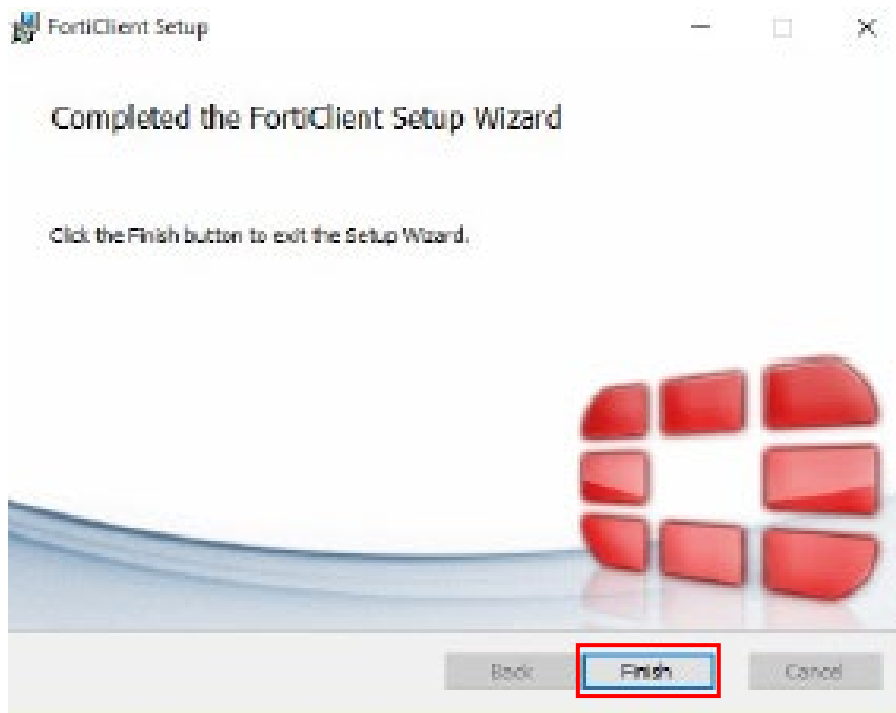 FortiClient Setup
Completed the FortiClient Setup Wizard
Click the Finish button to exit the Setup Wizard.
Back
Finish
Cancel